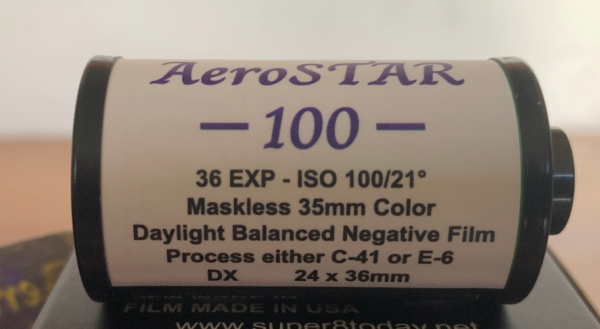 AeroSTAR
— 100 —
36 EXP - ISO 100/21°
Maskless 35mm Color
Daylight Balanced Negative Film
Process either C-41 or E-6
DX 24 x 36mm
FILM MADE IN USA
www.super8today.net